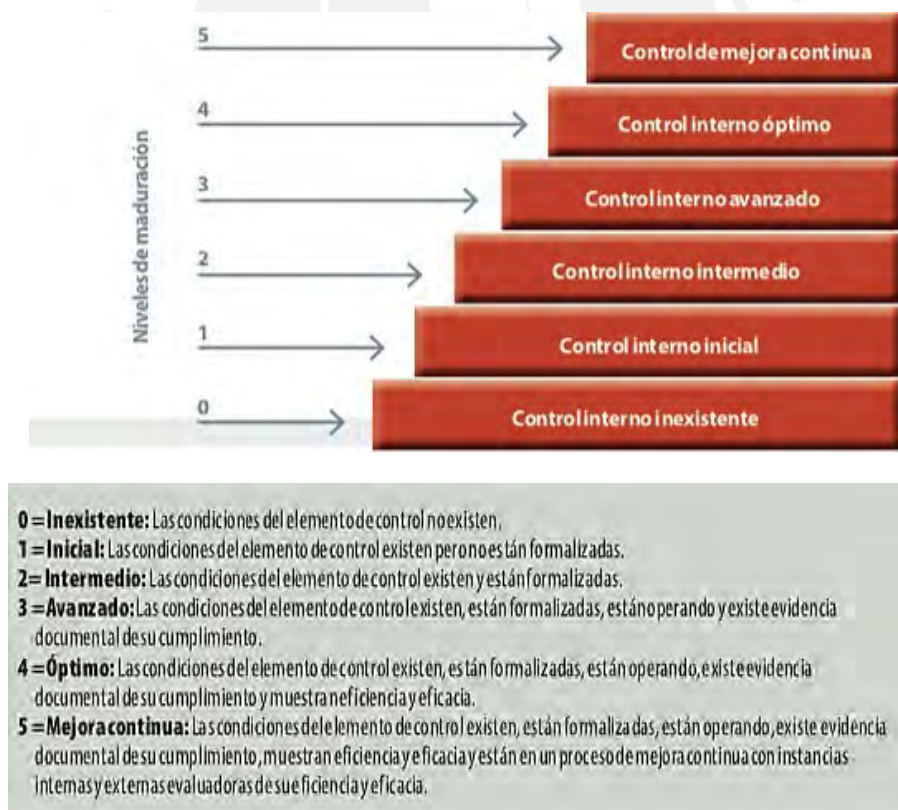 5
Control de mejora continua
4
Control interno óptimo
3
Control interno avanzado
2
Control interno intermedio
1
Control interno inicial
0
Control interno inexistente
Niveles de maduración
0 = Inexistente: Las condiciones del elemento de control no existen.
1 = Inicial: Las condiciones del elemento de control existen pero no están formalizadas.
2= Intermedio: Las condiciones del elemento de control existen y están formalizadas.
3 = Avanzado: Las condiciones del elemento de control existen, están formalizadas, están operando y existe evidencia
documental de su cumplimiento.
4 = Óptimo: Las condiciones del elemento de control existen, están formalizadas, están operando, existe evidencia
documental de su cumplimiento y muestran eficiencia y eficacia.
5 = Mejora continua: Las condiciones del elemento de control existen, están formalizadas, están operando, existe evidencia
documental de su cumplimiento, muestran eficiencia y eficacia y están en un proceso de mejora continua con instancias
internas y externas evaluadoras de su eficiencia y eficacia.